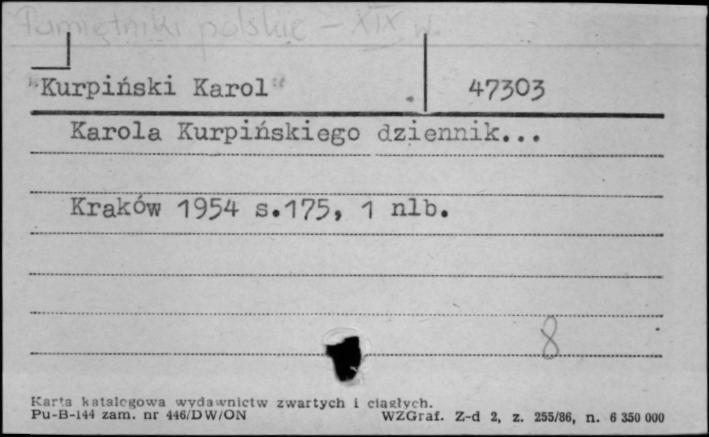 Pamiętniki polskie - XIX w.
"Kurpiński Karol" 47303
Karola Kurpińskiego dziennik...
Kraków 1954 s.175, 1 nlb.
8
Karta katalogowa wydawnictw zwartych i ciągłych.
Pu-B-144 zam. nr 446/DW/ON WZGraf. Z-d 2, z. 255/86, n. 6 350 000